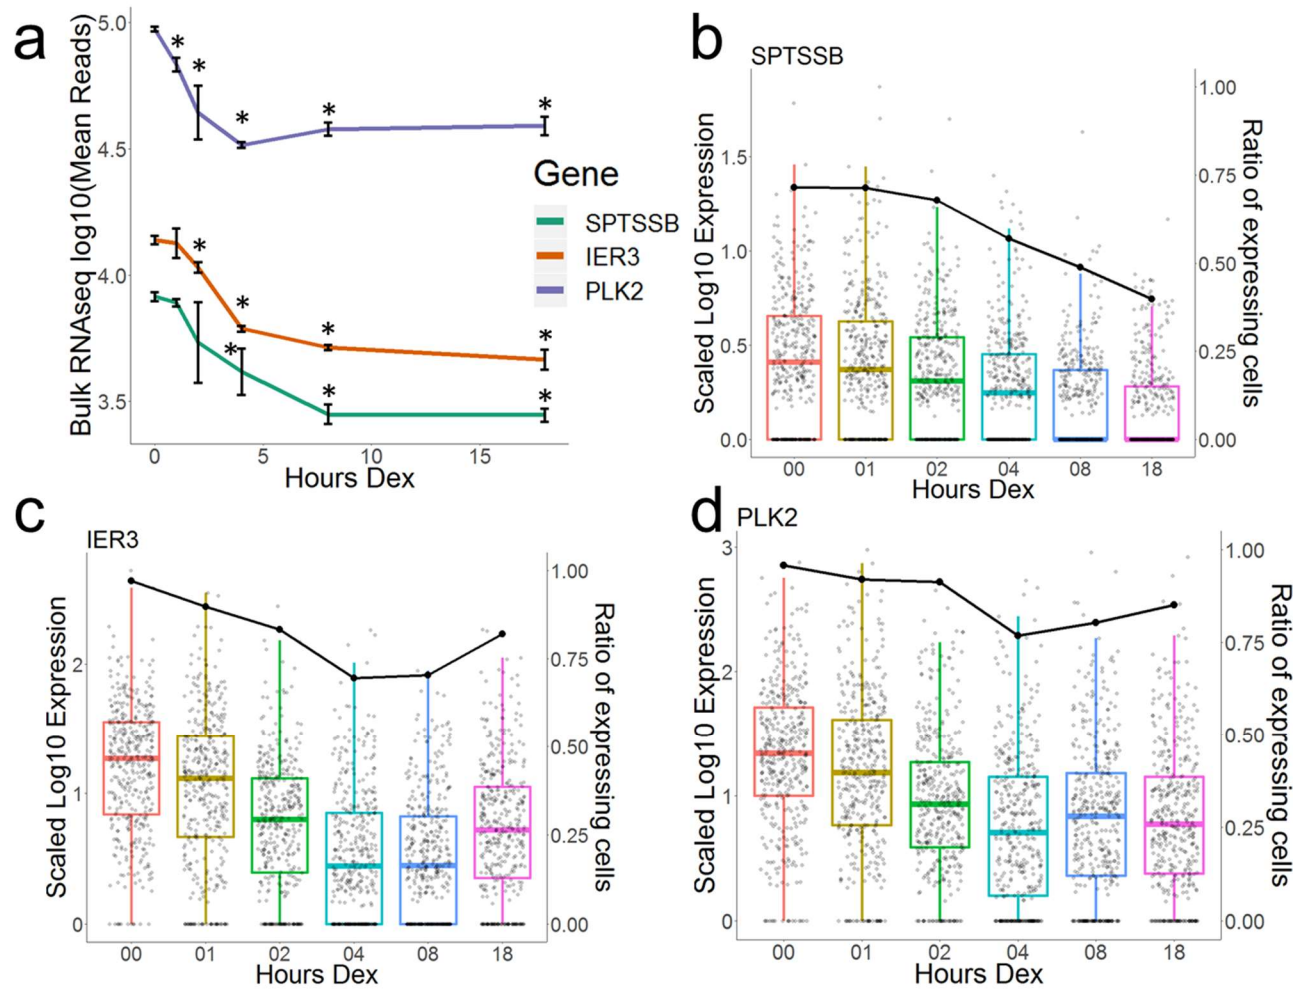 a
Bulk RNAseq log10(Mean Reads)
5.0
4.5
4.0
3.5
* * * * *
* * * *
* * *
0 5 10 15
Hours Dex
Gene
SPTSSB
IER3
PLK2
b
SPTSSB
Scaled Log10 Expression
1.5
1.0
0.5
0.0
1.00
0.75
0.50
0.25
0.00
Ratio of expressing cells
00 01 02 04 08 18
Hours Dex
c
IER3
Scaled Log10 Expression
2
1
0
1.00
0.75
0.50
0.25
0.00
Ratio of expressing cells
00 01 02 04 08 18
Hours Dex
d
PLK2
Scaled Log10 Expression
3
2
1
0
1.00
0.75
0.50
0.25
0.00
Ratio of expressing cells
00 01 02 04 08 18
Hours Dex